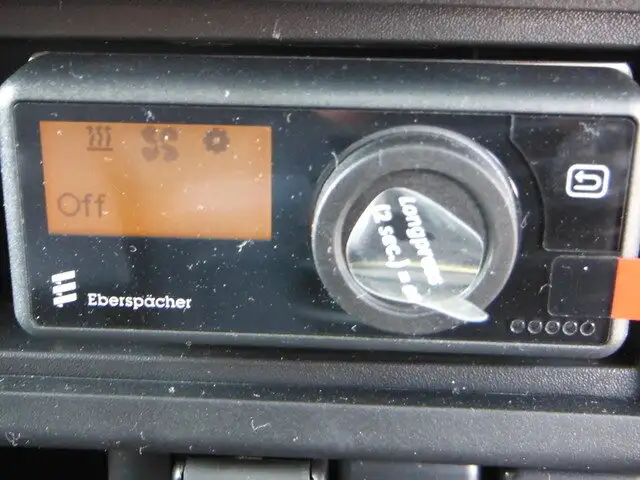 Off
Eberspächer
Longpress
(2 sec.) =